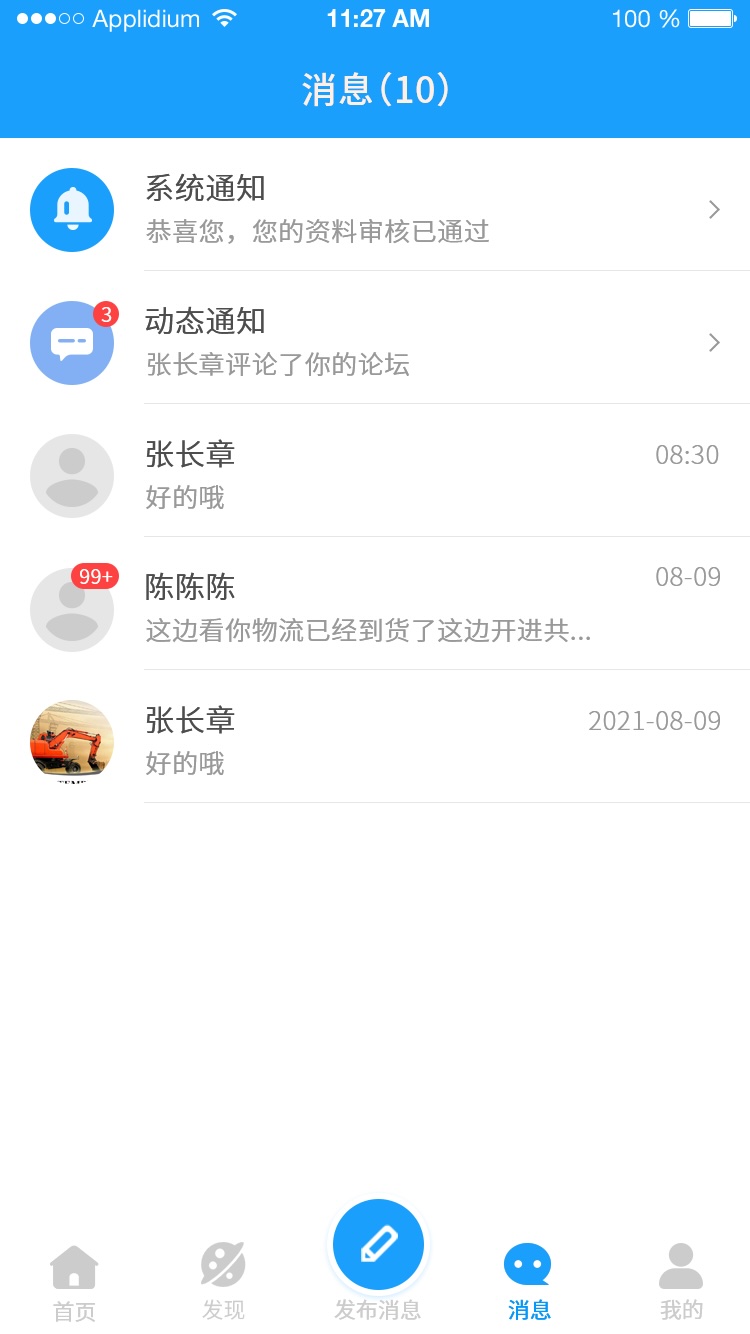 Applidium 11:27 AM 100 %
消息(10)
系统通知
恭喜您，您的资料审核已通过
3
动态通知
张长章评论了你的论坛
张长章 08:30
好的哦
99+
陈陈陈 08-09
这边看你物流已经到货了这边开进共...
张长章 2021-08-09
好的哦
首页 发现 发布消息 消息 我的